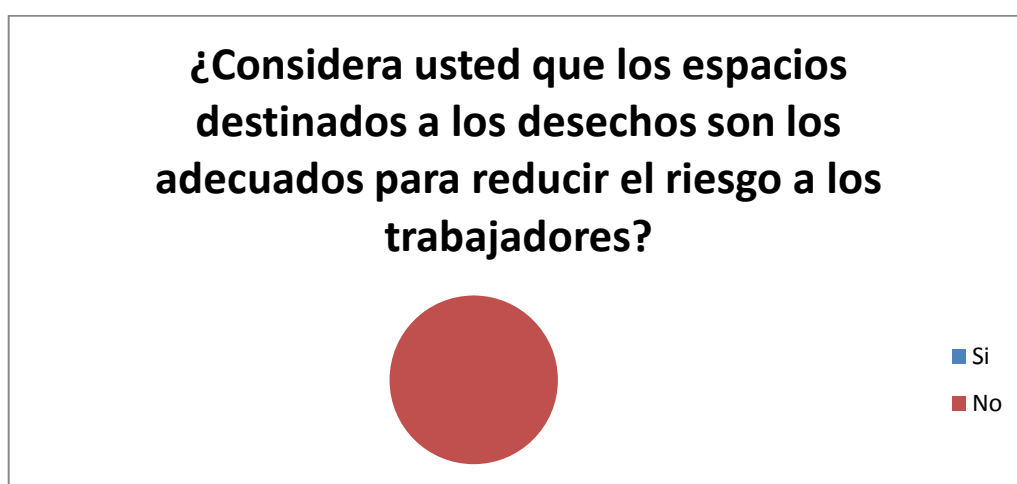 ¿Considera usted que los espacios
destinados a los desechos son los
adecuados para reducir el riesgo a los
trabajadores?
Si
No